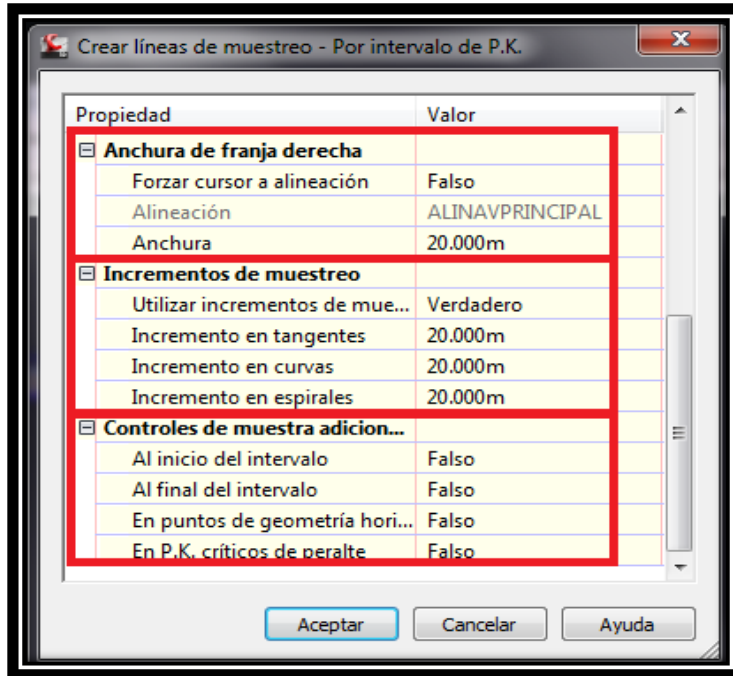 Crear líneas de muestreo - Por intervalo de P.K.
Propiedad Valor
Anchura de franja derecha
Forzar cursor a alineación Falso
Alineación ALINAVPRINCIPAL
Anchura 20.000m
Incrementos de muestreo
Utilizar incrementos de mue... Verdadero
Incremento en tangentes 20.000m
Incremento en curvas 20.000m
Incremento en espirales 20.000m
Controles de muestra adicion...
Al inicio del intervalo Falso
Al final del intervalo Falso
En puntos de geometría hori... Falso
En P.K. críticos de peralte Falso
Aceptar Cancelar Ayuda